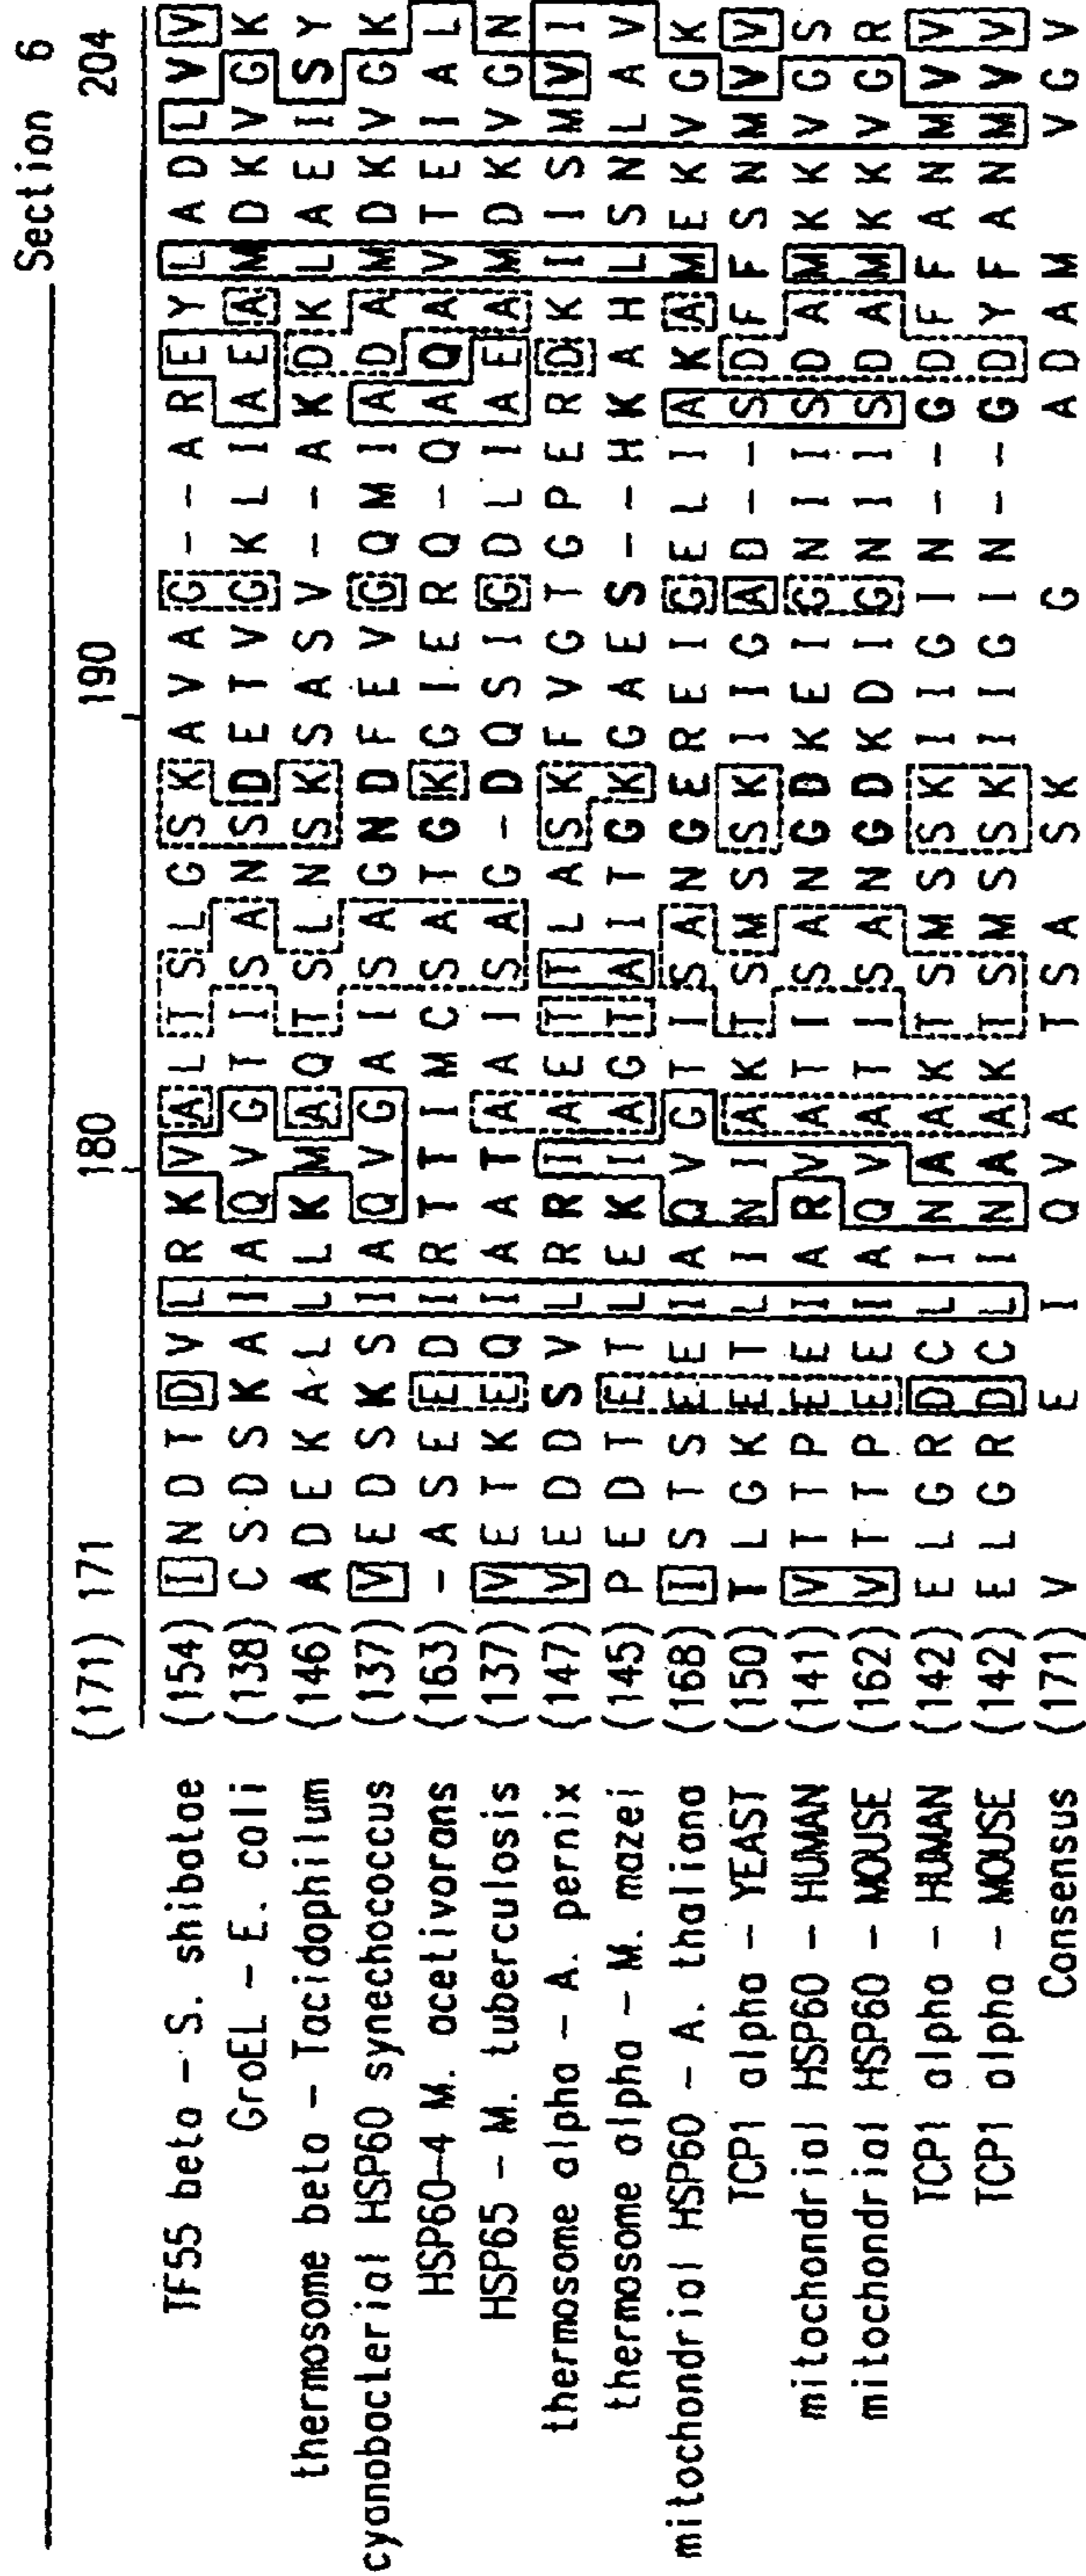 Section 6
(171) 171 180 190 204
TF55 beta - S. shibatae (154) I N D T D V L R K V A L T S L G S K A V A G - - A R E Y L A D L V V
GroEL - E. coli (138) C S D S K A I A Q V G T I S A N S D E T V G K L I A E A M D K V G K
thermosome beta - T.acidophilum (146) A D E K A L L L K M A Q T S L N S K S A S V - - A K D K L A E I S Y
cyanobacterial HSP60 synechococcus (137) V E D S K S I A Q V G A I S A G N D F E V G Q M I A D A M D K V G K
HSP60-4 M. acetivorans (163) - A S E E D I R T T I M C S A T G K G I E R Q - Q A Q A V T E I A L
HSP65 - M. tuberculosis (137) V E T K E Q I A A T A A I S A G - D Q S I G D L I A E A M D K V G N
thermosome alpha - A. pernix (147) V E D D S V L R R I A E T T L A S K F V G T G P E R D K I I S M V I
thermosome alpha - M. mazei (145) P E D T E T L E K I A G T A I T G K G A E S - - H K A H L S N L A V
mitochondrial HSP60 - A. thaliana (168) I S T S E E I A Q V G T I S A N G E R E I G E L I A K A M E K V G K
TCP1 alpha - YEAST (150) T L G K E T L I N I A K T S M S S K I I G A D - - S D F F S N M V V
mitochondrial HSP60 - HUMAN (141) V T T P E E I A R V A T I S A N G D K E I G N I I S D A M K K V G S
mitochondrial HSP60 - MOUSE (162) V T T P E E I A Q V A T I S A N G D K D I G N I I S D A M K K V G R
TCP1 alpha - HUMAN (142) E L G R D C L I N A A K T S M S S K I I G I N - - G D F F A N M V V
TCP1 alpha - MOUSE (142) E L G R D C L I N A A K T S M S S K I I G I N - - G D Y F A N M V V
Consensus (171) V E I Q V A T S A S K G A D A M V G V